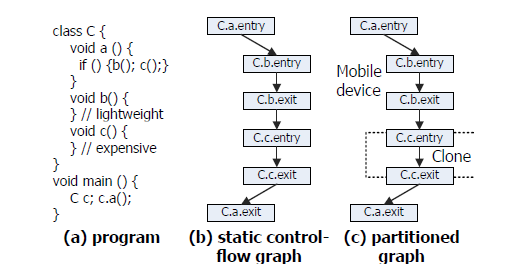 class C {
void a () {
if () {b(); c();}
}
void b() {
} // lightweight
void c() {
} // expensive
}
void main () {
C c; c.a();
}
(a) program
C.a.entry
C.b.entry
C.b.exit
C.c.entry
C.c.exit
C.a.exit
(b) static control-
flow graph
C.a.entry
C.b.entry
Mobile
device
C.b.exit
C.c.entry
Clone
C.c.exit
C.a.exit
(c) partitioned
graph